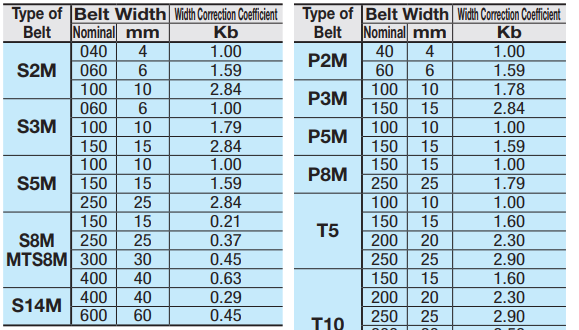 Type of Belt Belt Width Width Correction Coefficient
Nominal mm Kb
S2M 040 4 1.00
060 6 1.59
100 10 2.84
S3M 060 6 1.00
100 10 1.79
150 15 2.84
S5M 100 10 1.00
150 15 1.59
250 25 2.84
S8M MTS8M 150 15 0.21
250 25 0.37
300 30 0.45
400 40 0.63
S14M 400 40 0.29
600 60 0.45
Type of Belt Belt Width Width Correction Coefficient
Nominal mm Kb
P2M 40 4 1.00
60 6 1.59
P3M 100 10 1.78
150 15 2.84
P5M 100 10 1.00
150 15 1.59
P8M 150 15 1.00
250 25 1.79
T5 100 10 1.00
150 15 1.60
200 20 2.30
250 25 2.90
T10 150 15 1.60
200 20 2.30
250 25 2.90